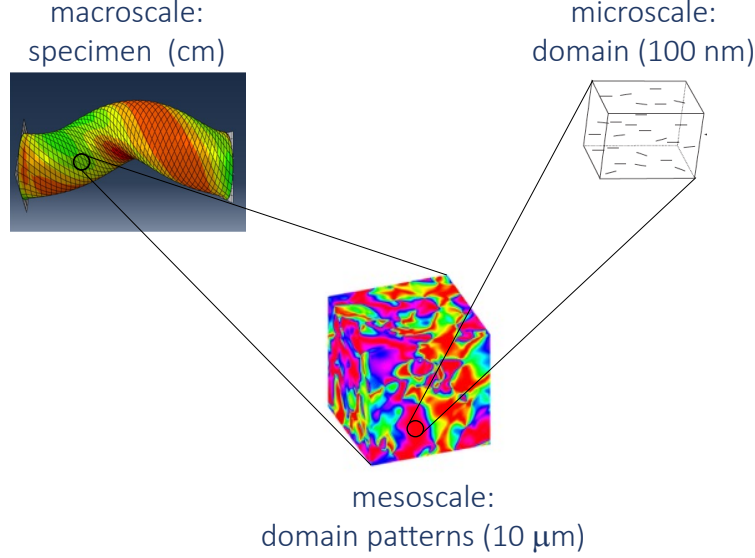 macroscale:
specimen (cm)
microscale:
domain (100 nm)
mesoscale:
domain patterns (10 μm)